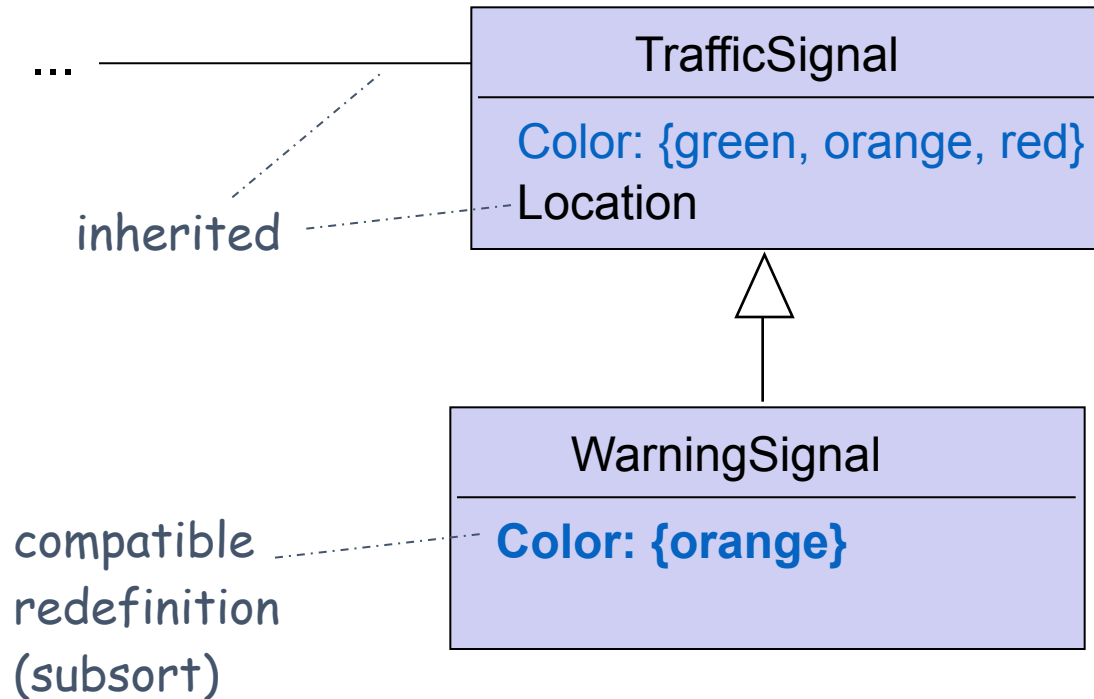 ...
TrafficSignal
Color: {green, orange, red}
Location
inherited
WarningSignal
Color: {orange}
compatible
redefinition
(subsort)